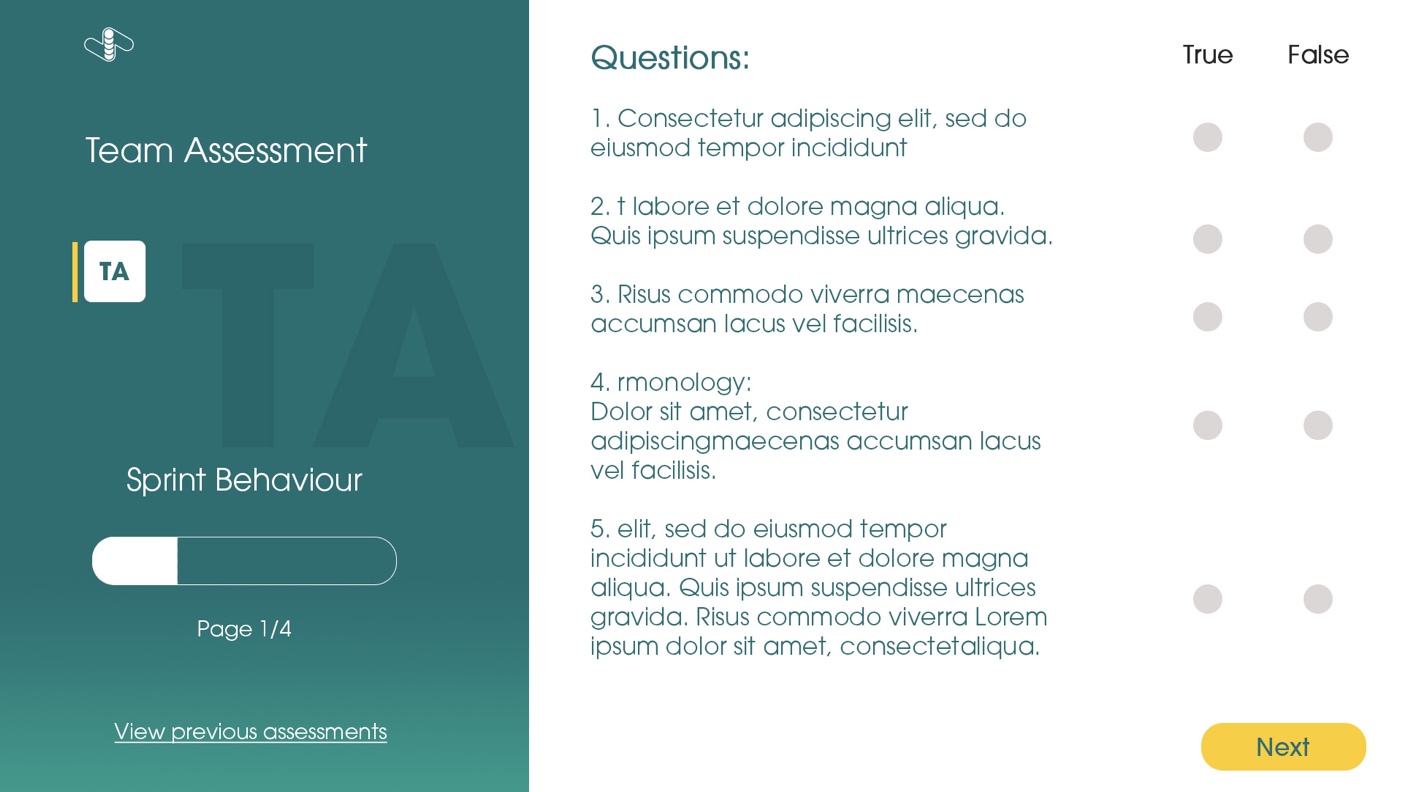 Team Assessment
TA
TA
Sprint Behaviour
Page 1/4
View previous assessments
Questions:
True False
1. Consectetur adipiscing elit, sed do
eiusmod tempor incididunt
2. t labore et dolore magna aliqua.
Quis ipsum suspendisse ultrices gravida.
3. Risus commodo viverra maecenas
accumsan lacus vel facilisis.
4. rmonology:
Dolor sit amet, consectetur
adipiscingmaecenas accumsan lacus
vel facilisis.
5. elit, sed do eiusmod tempor
incididunt ut labore et dolore magna
aliqua. Quis ipsum suspendisse ultrices
gravida. Risus commodo viverra Lorem
ipsum dolor sit amet, consectetaliqua.
Next